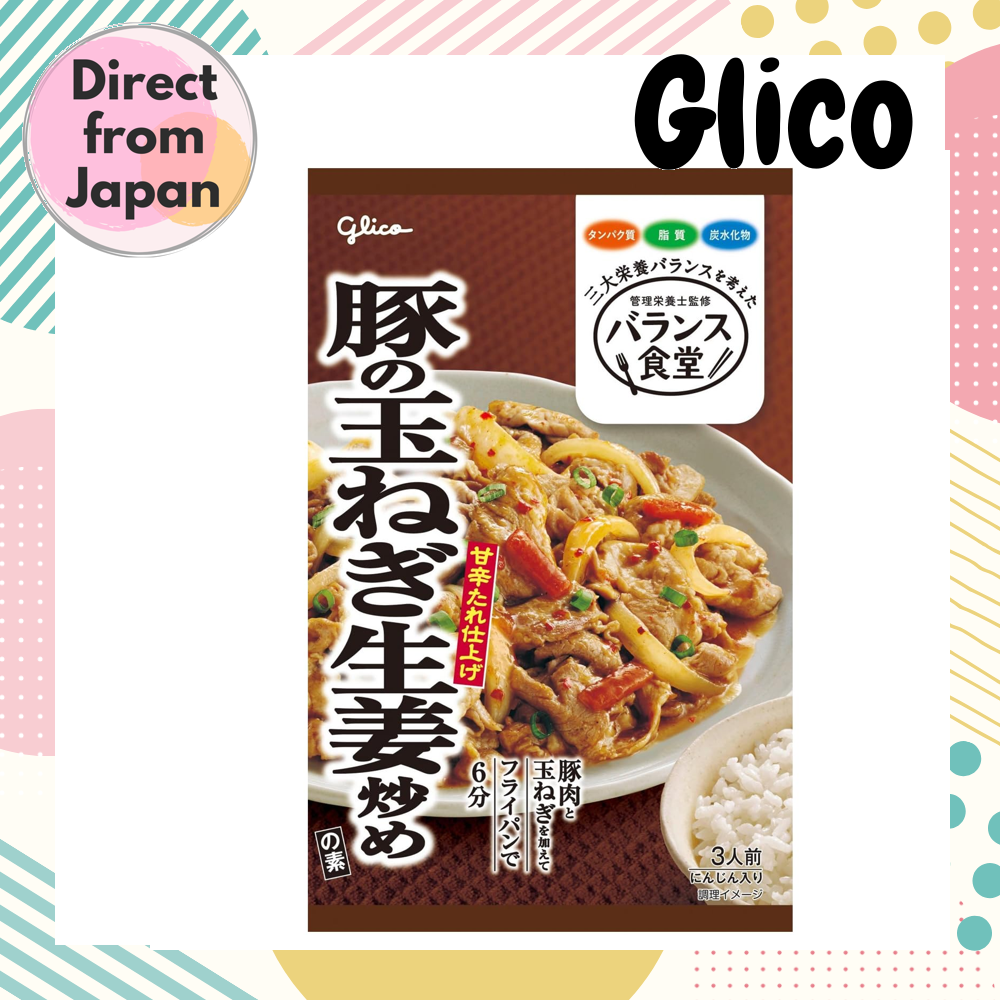 Direct
from
Japan
Glico
Glico
タンパク質
脂質
炭水化物
三大栄養バランスを考えた
管理栄養士監修
バランス
食堂
豚の玉ねぎ生姜炒め
の素
甘辛たれ仕上げ
豚肉と
玉ねぎを加えて
フライパンで
6分
3人前
にんじん入り
調理イメージ